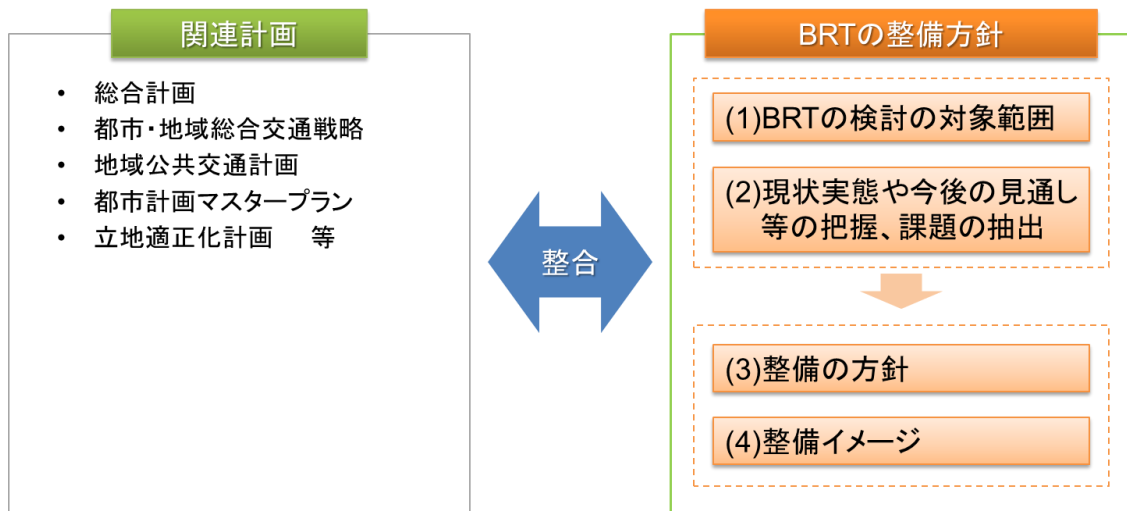 関連計画
• 総合計画
• 都市・地域総合交通戦略
• 地域公共交通計画
• 都市計画マスタープラン
• 立地適正化計画 等
整合
BRTの整備方針
(1)BRTの検討の対象範囲
(2)現状実態や今後の見通し
等の把握、課題の抽出
(3)整備の方針
(4)整備イメージ